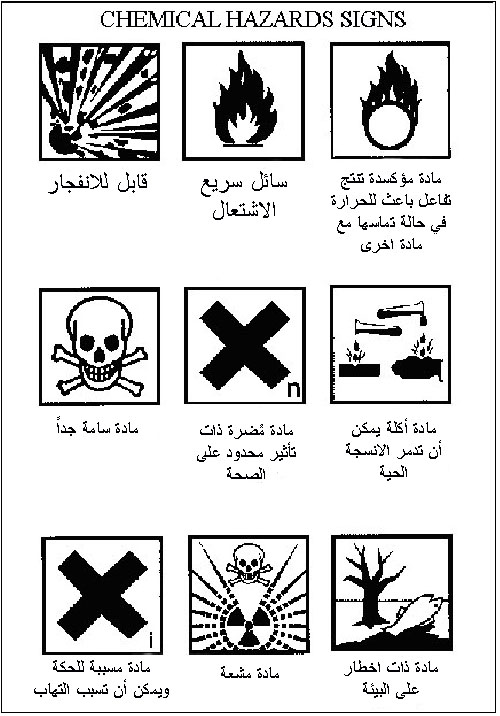 CHEMICAL HAZARDS SIGNS
قابل للانفجار
سائل سريع
الاشتعال
مادة مؤكسدة تنتج
تفاعل باعث للحرارة
في حالة تماسها مع
مادة اخرى
مادة سامة جداً
n
مادة مُضرة ذات
تأثير محدود على
الصحة
مادة أكلة يمكن
أن تدمر الانسجة
الحية
i
مادة مسببة للحكة
ويمكن أن تسبب التهاب
مادة مشعة
مادة ذات اخطار
على البيئة